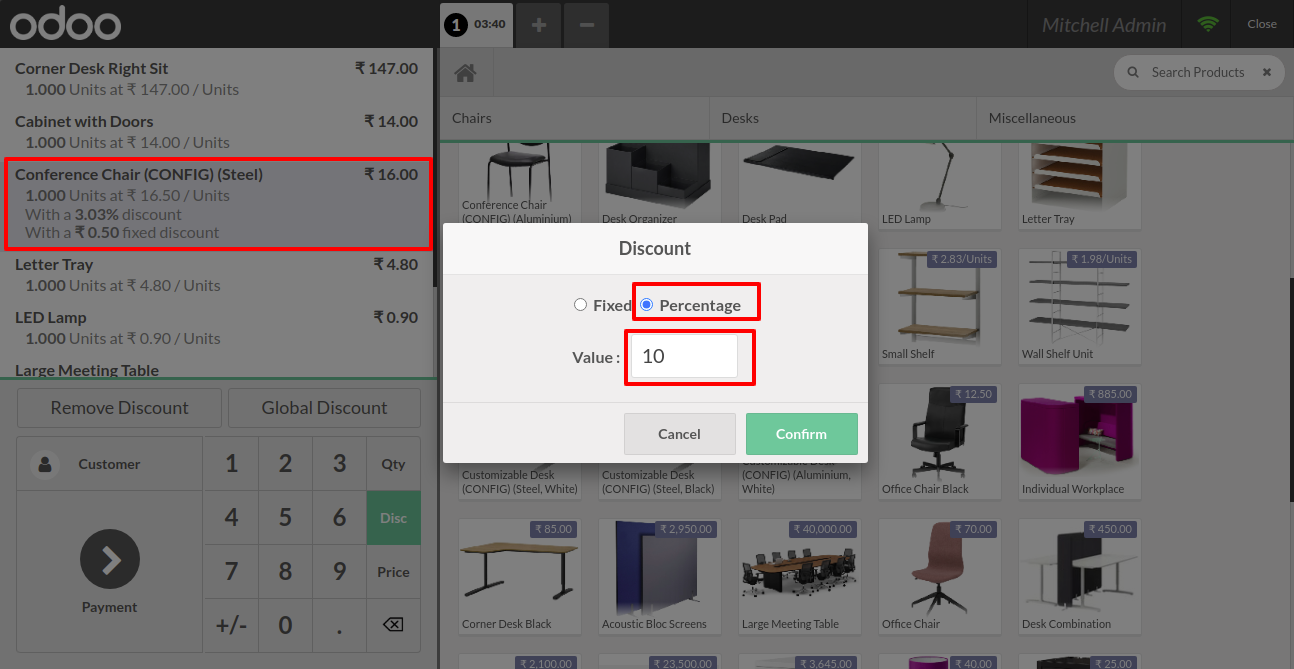 odoo
1 03:40 + −
Mitchell Admin
Close
Corner Desk Right Sit ₹ 147.00
1.000 Units at ₹ 147.00 / Units
Cabinet with Doors ₹ 14.00
1.000 Units at ₹ 14.00 / Units
Conference Chair (CONFIG) (Steel) ₹ 16.00
1.000 Units at ₹ 16.50 / Units
With a 3.03% discount
With a ₹ 0.50 fixed discount
Letter Tray ₹ 4.80
1.000 Units at ₹ 4.80 / Units
LED Lamp ₹ 0.90
1.000 Units at ₹ 0.90 / Units
Large Meeting Table
Remove Discount Global Discount
Customer 1 2 3 Qty
4 5 6 Disc
7 8 9 Price
Payment
+/- 0 .
Search Products
Chairs Desks Miscellaneous
Conference Chair
(CONFIG) (Aluminium)
Desk Organizer
Desk Pad
LED Lamp
Letter Tray
Discount
Fixed Percentage
Value : 10
Cancel Confirm
₹ 2.83/Units
Small Shelf
₹ 1.98/Units
Wall Shelf Unit
Customizable Desk
(CONFIG) (Steel, White)
Customizable Desk
(CONFIG) (Steel, Black)
Customizable Desk
(CONFIG) (Aluminium,
White)
₹ 12.50
Office Chair Black
₹ 885.00
Individual Workplace
₹ 85.00
Corner Desk Black
₹ 2,950.00
Acoustic Bloc Screens
₹ 40,000.00
Large Meeting Table
₹ 70.00
Office Chair
₹ 450.00
Desk Combination
₹ 2,100.00
₹ 23,500.00
₹ 3,645.00
₹ 40.00
₹ 25.00